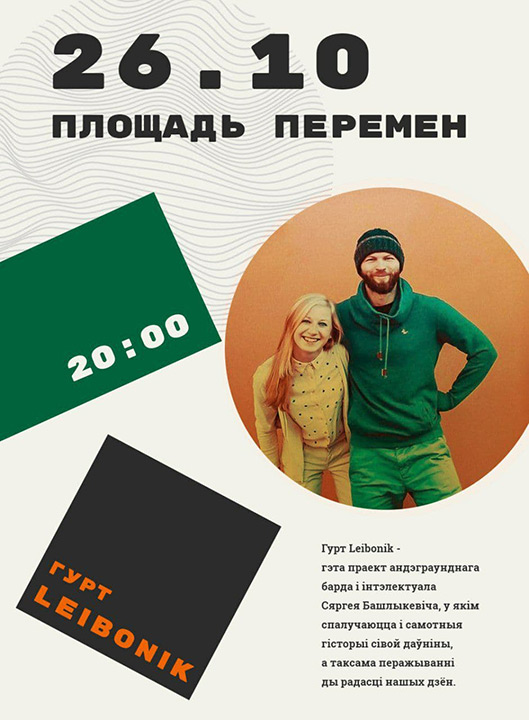 26.10
ПЛОЩАДЬ ПЕРЕМЕН
20:00
ГУРТ
LEIBONIK
Гурт Leibonik -
гэта праект андэграунднага
барда і інтэлектуала
Сяргея Башлыкевіча, у якім
спалучаюцца і самотныя
гісторыі сівой даўніны,
а таксама перажыванні
ды радасці нашых дзён.